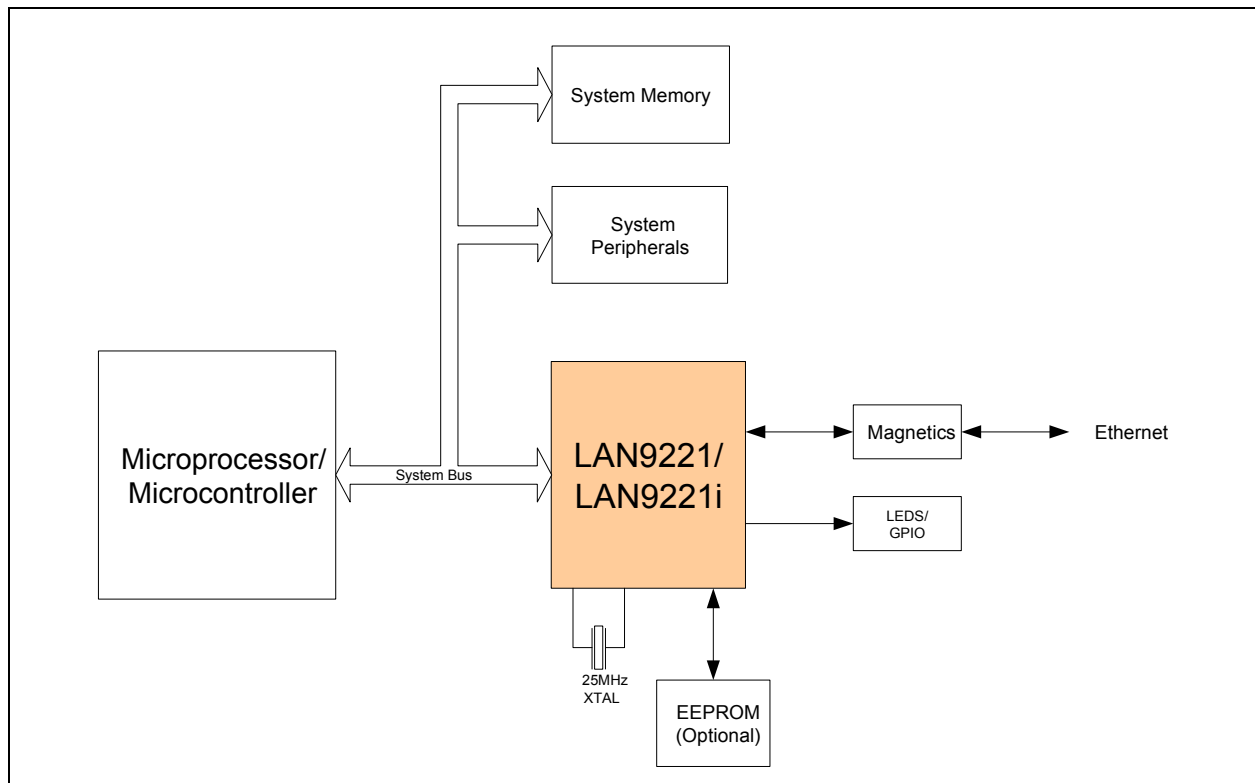 System Memory
System
Peripherals
Microprocessor/
Microcontroller
System Bus
LAN9221/
LAN9221i
Magnetics
Ethernet
LEDS/
GPIO
25MHz
XTAL
EEPROM
(Optional)